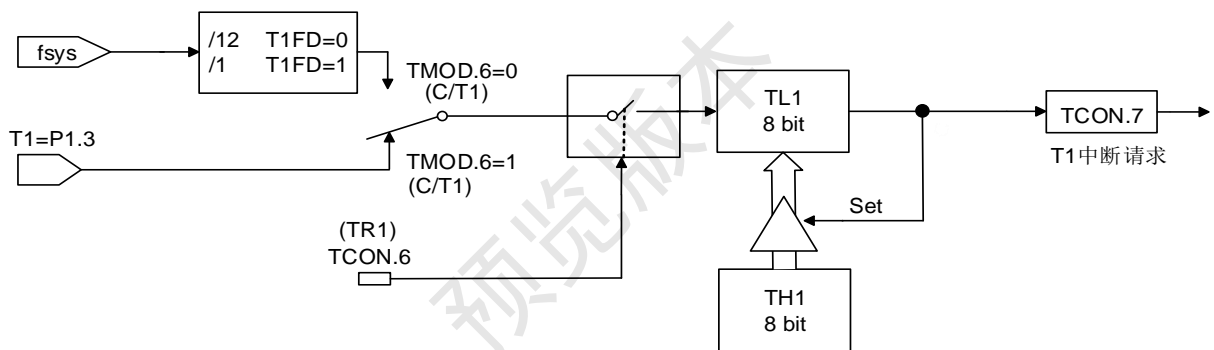 fsys
/12 T1FD=0
/1 T1FD=1
TMOD.6=0
(C/T1)
T1=P1.3
TMOD.6=1
(C/T1)
(TR1)
TCON.6
TL1
8 bit
TCON.7
T1中断请求
Set
TH1
8 bit
预览版本